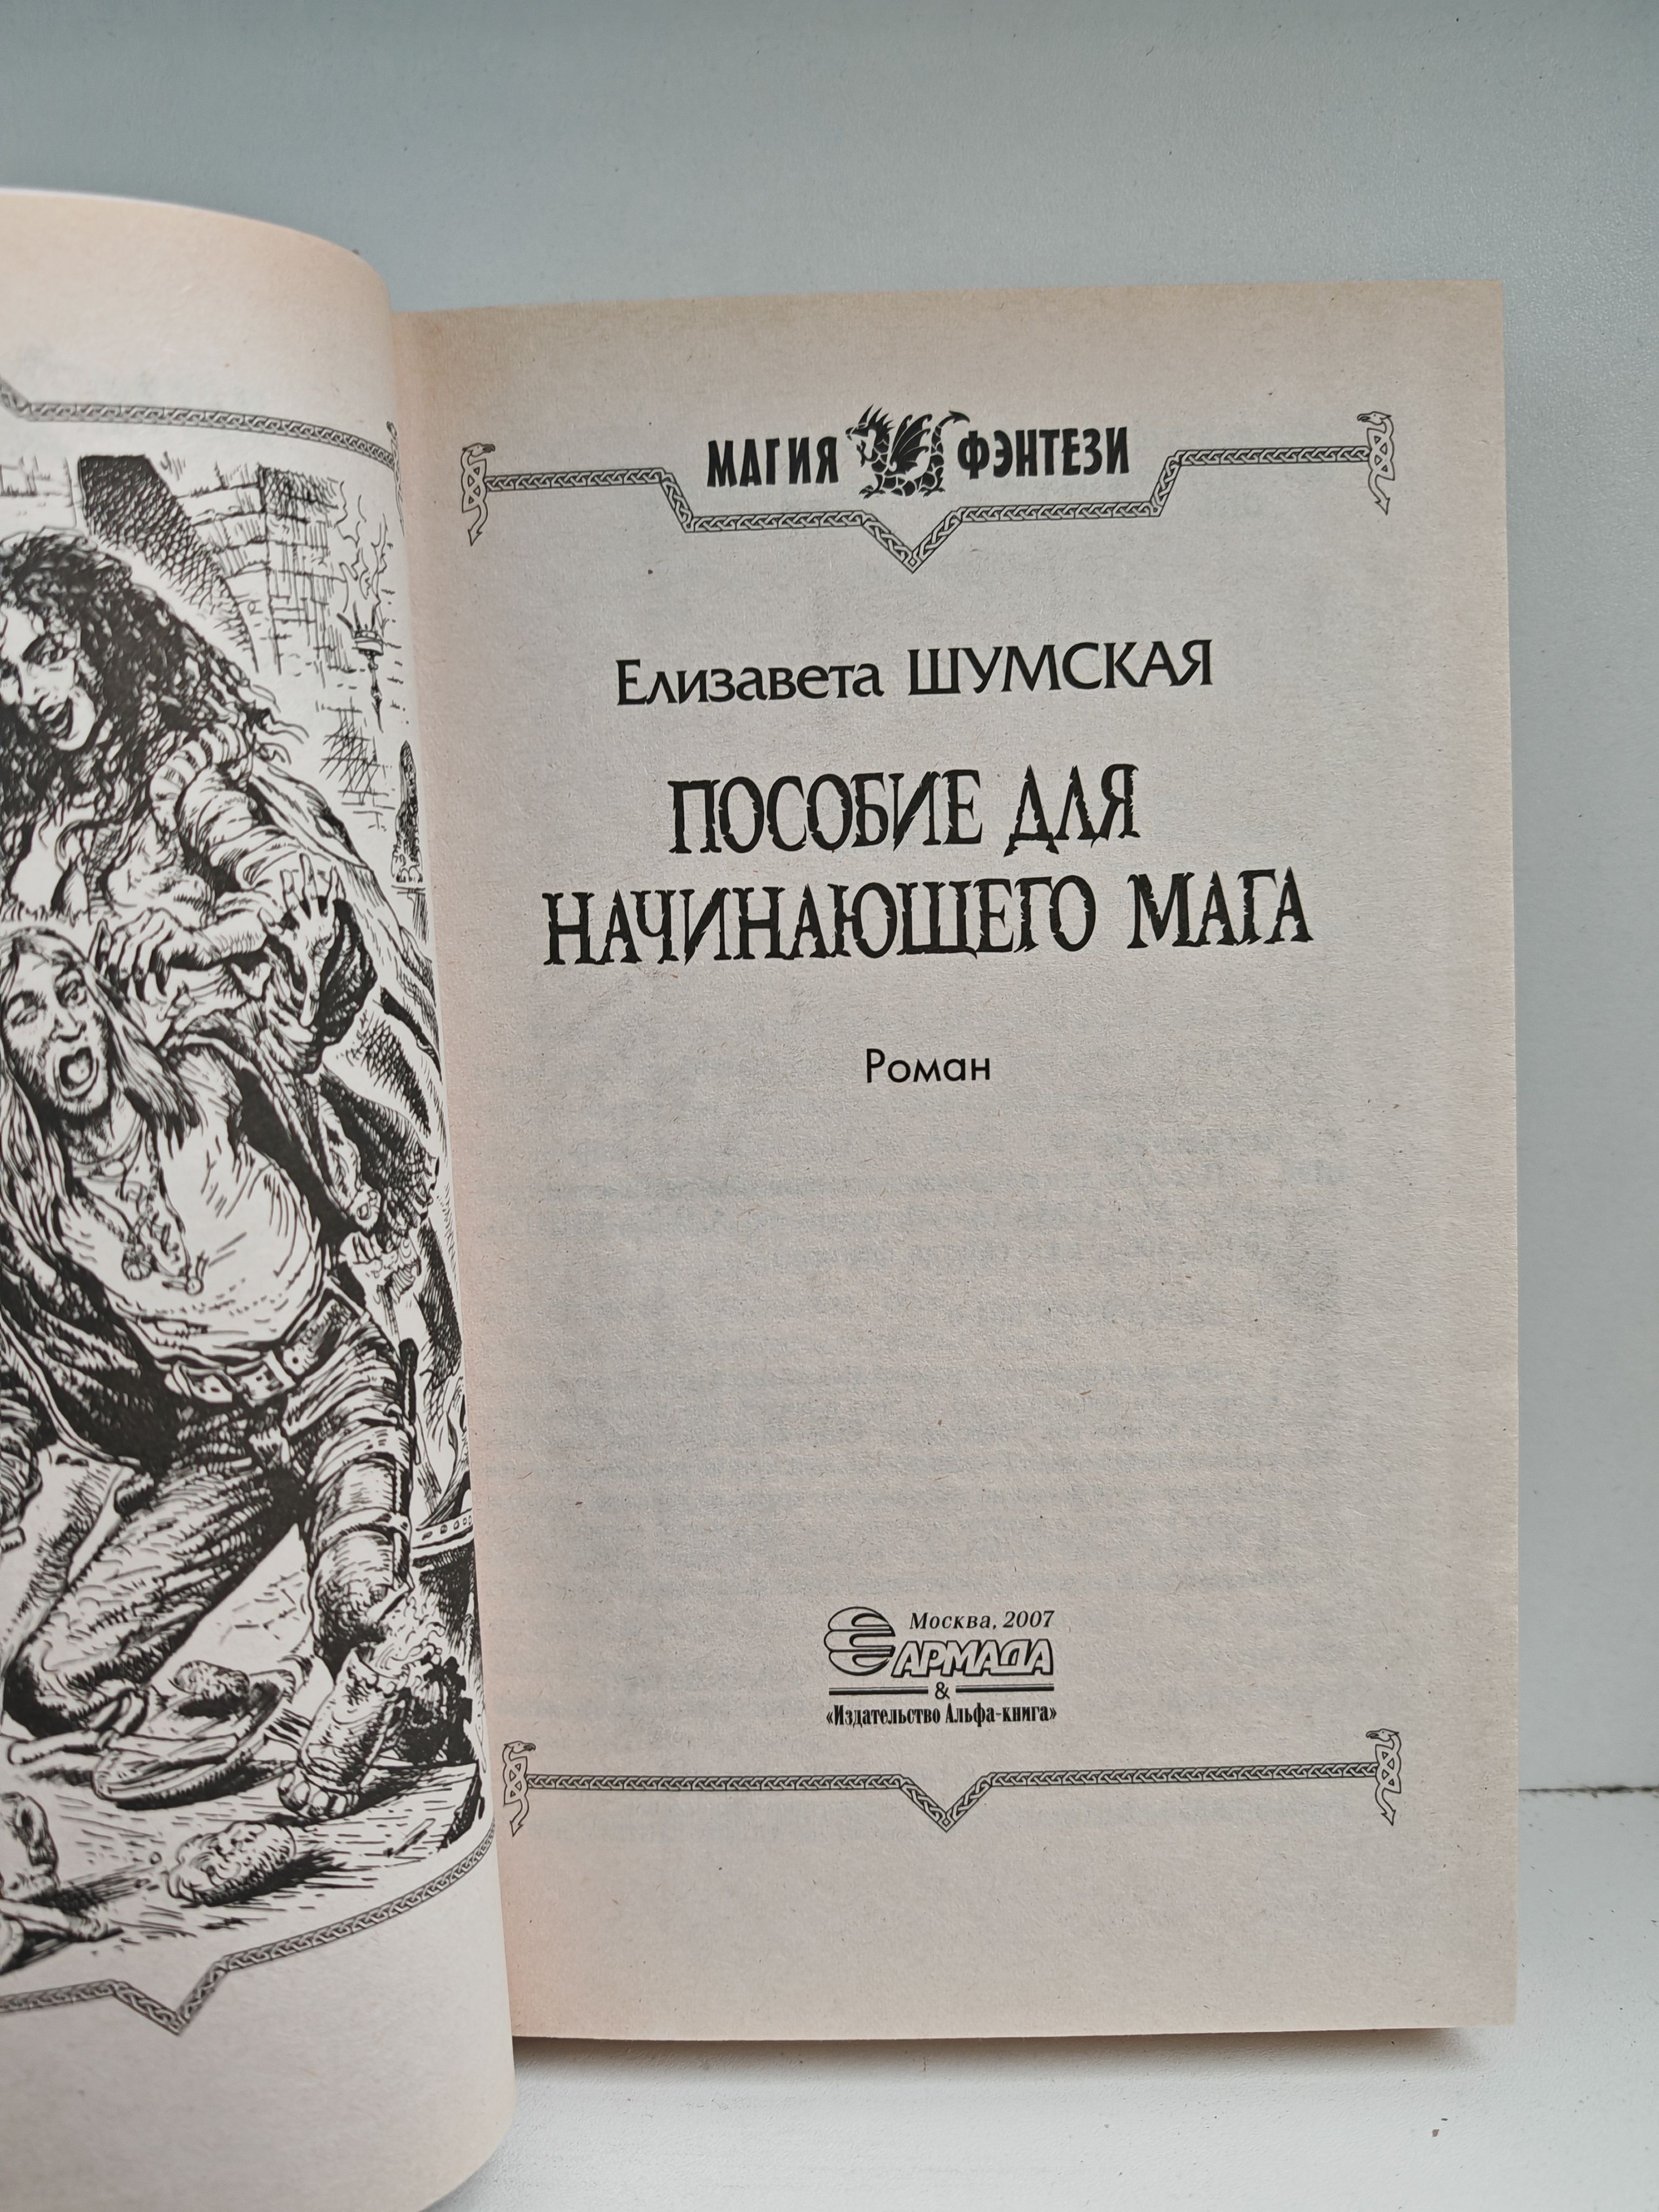 МАГИЯ ФЭНТЕЗИ
Елизавета ШУМСКАЯ
ПОСОБИЕ ДЛЯ
НАЧИНАЮЩЕГО МАГА
Роман
Москва, 2007
АРМАДА
&
«Издательство Альфа-книга»